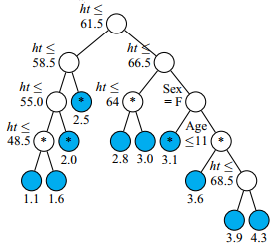 ht ≤
61.5
ht ≤
58.5
ht ≤
66.5
ht ≤
55.0
*
2.5
ht ≤
64
*
Sex
= F
ht ≤
48.5
*
*
2.0
2.8
3.0
*
3.1
Age
≤11
*
1.1
1.6
3.6
ht ≤
68.5
3.9
4.3